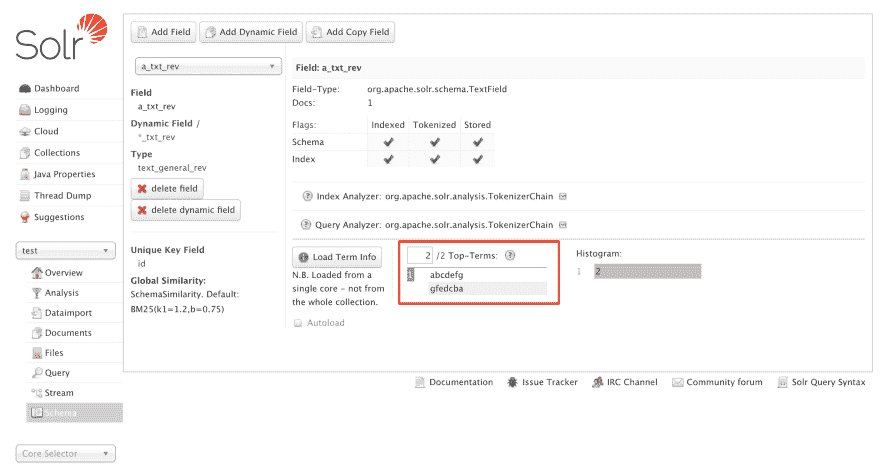 Solr
Dashboard
Logging
Cloud
Collections
Java Properties
Thread Dump
Suggestions
test
Overview
Analysis
Dataimport
Documents
Files
Query
Stream
Schema
Core Selector
Add Field Add Dynamic Field Add Copy Field
a_txt_rev
Field
a_txt_rev
Dynamic Field /
*_txt_rev
Type
text_general_rev
delete field
delete dynamic field
Unique Key Field
id
Global Similarity:
SchemaSimilarity. Default:
BM25(k1=1.2,b=0.75)
Field: a_txt_rev
Field-Type: org.apache.solr.schema.TextField
Docs: 1
Flags: Indexed Tokenized Stored
Schema ✔ ✔ ✔
Index ✔ ✔ ✔
Index Analyzer: org.apache.solr.analysis.TokenizerChain
Query Analyzer: org.apache.solr.analysis.TokenizerChain
Load Term Info
N.B. Loaded from a
single core – not from
the whole collection.
Autoload
2 /2 Top-Terms:
1 abcdefg
gfedcba
Histogram:
1 2
Documentation Issue Tracker IRC Channel Community forum Solr Query Syntax